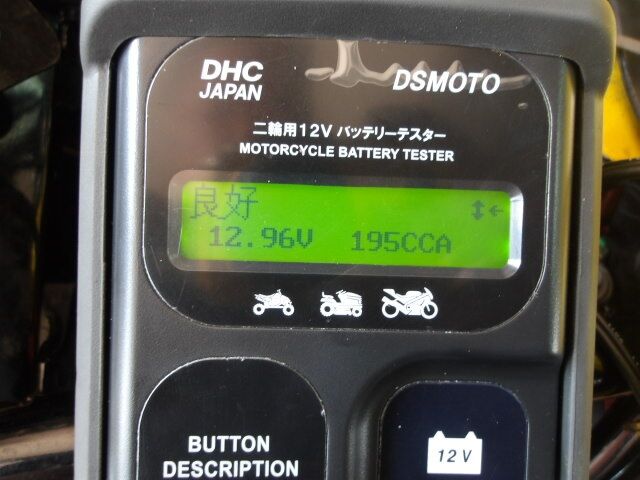 DHC
JAPAN
DSMOTO
二輪用12V バッテリーテスター
MOTORCYCLE BATTERY TESTER
良好 ↕←
12.96V 195CCA
BUTTON
DESCRIPTION
12V